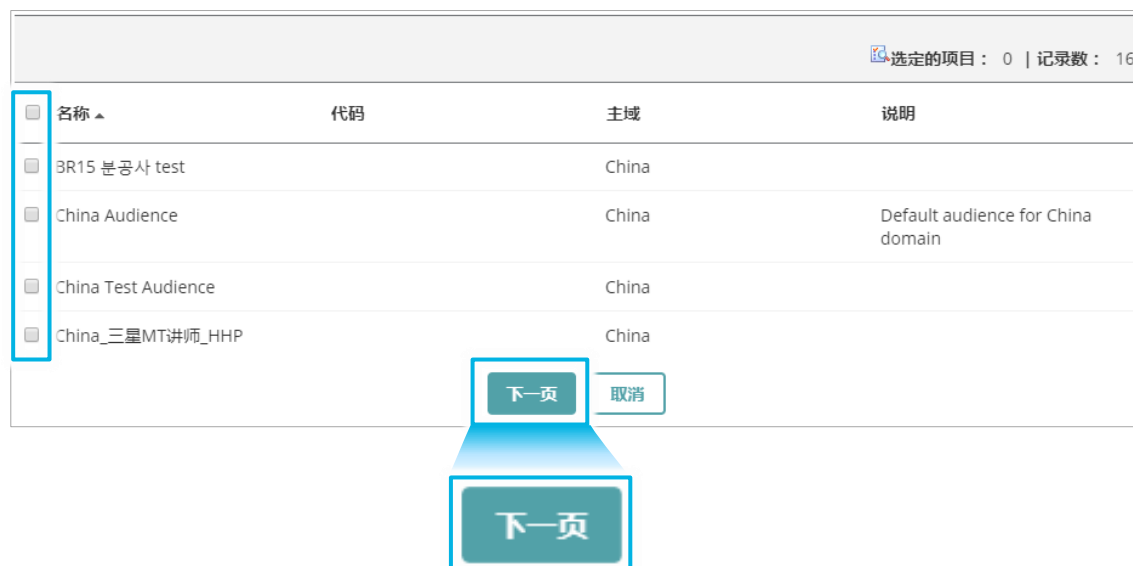 选定的项目： 0 | 记录数： 16
名称 代码 主域 说明
BR15 분공사 test China
China Audience China Default audience for China
domain
China Test Audience China
China_三星MT讲师_HHP China
下一页 取消
下一页